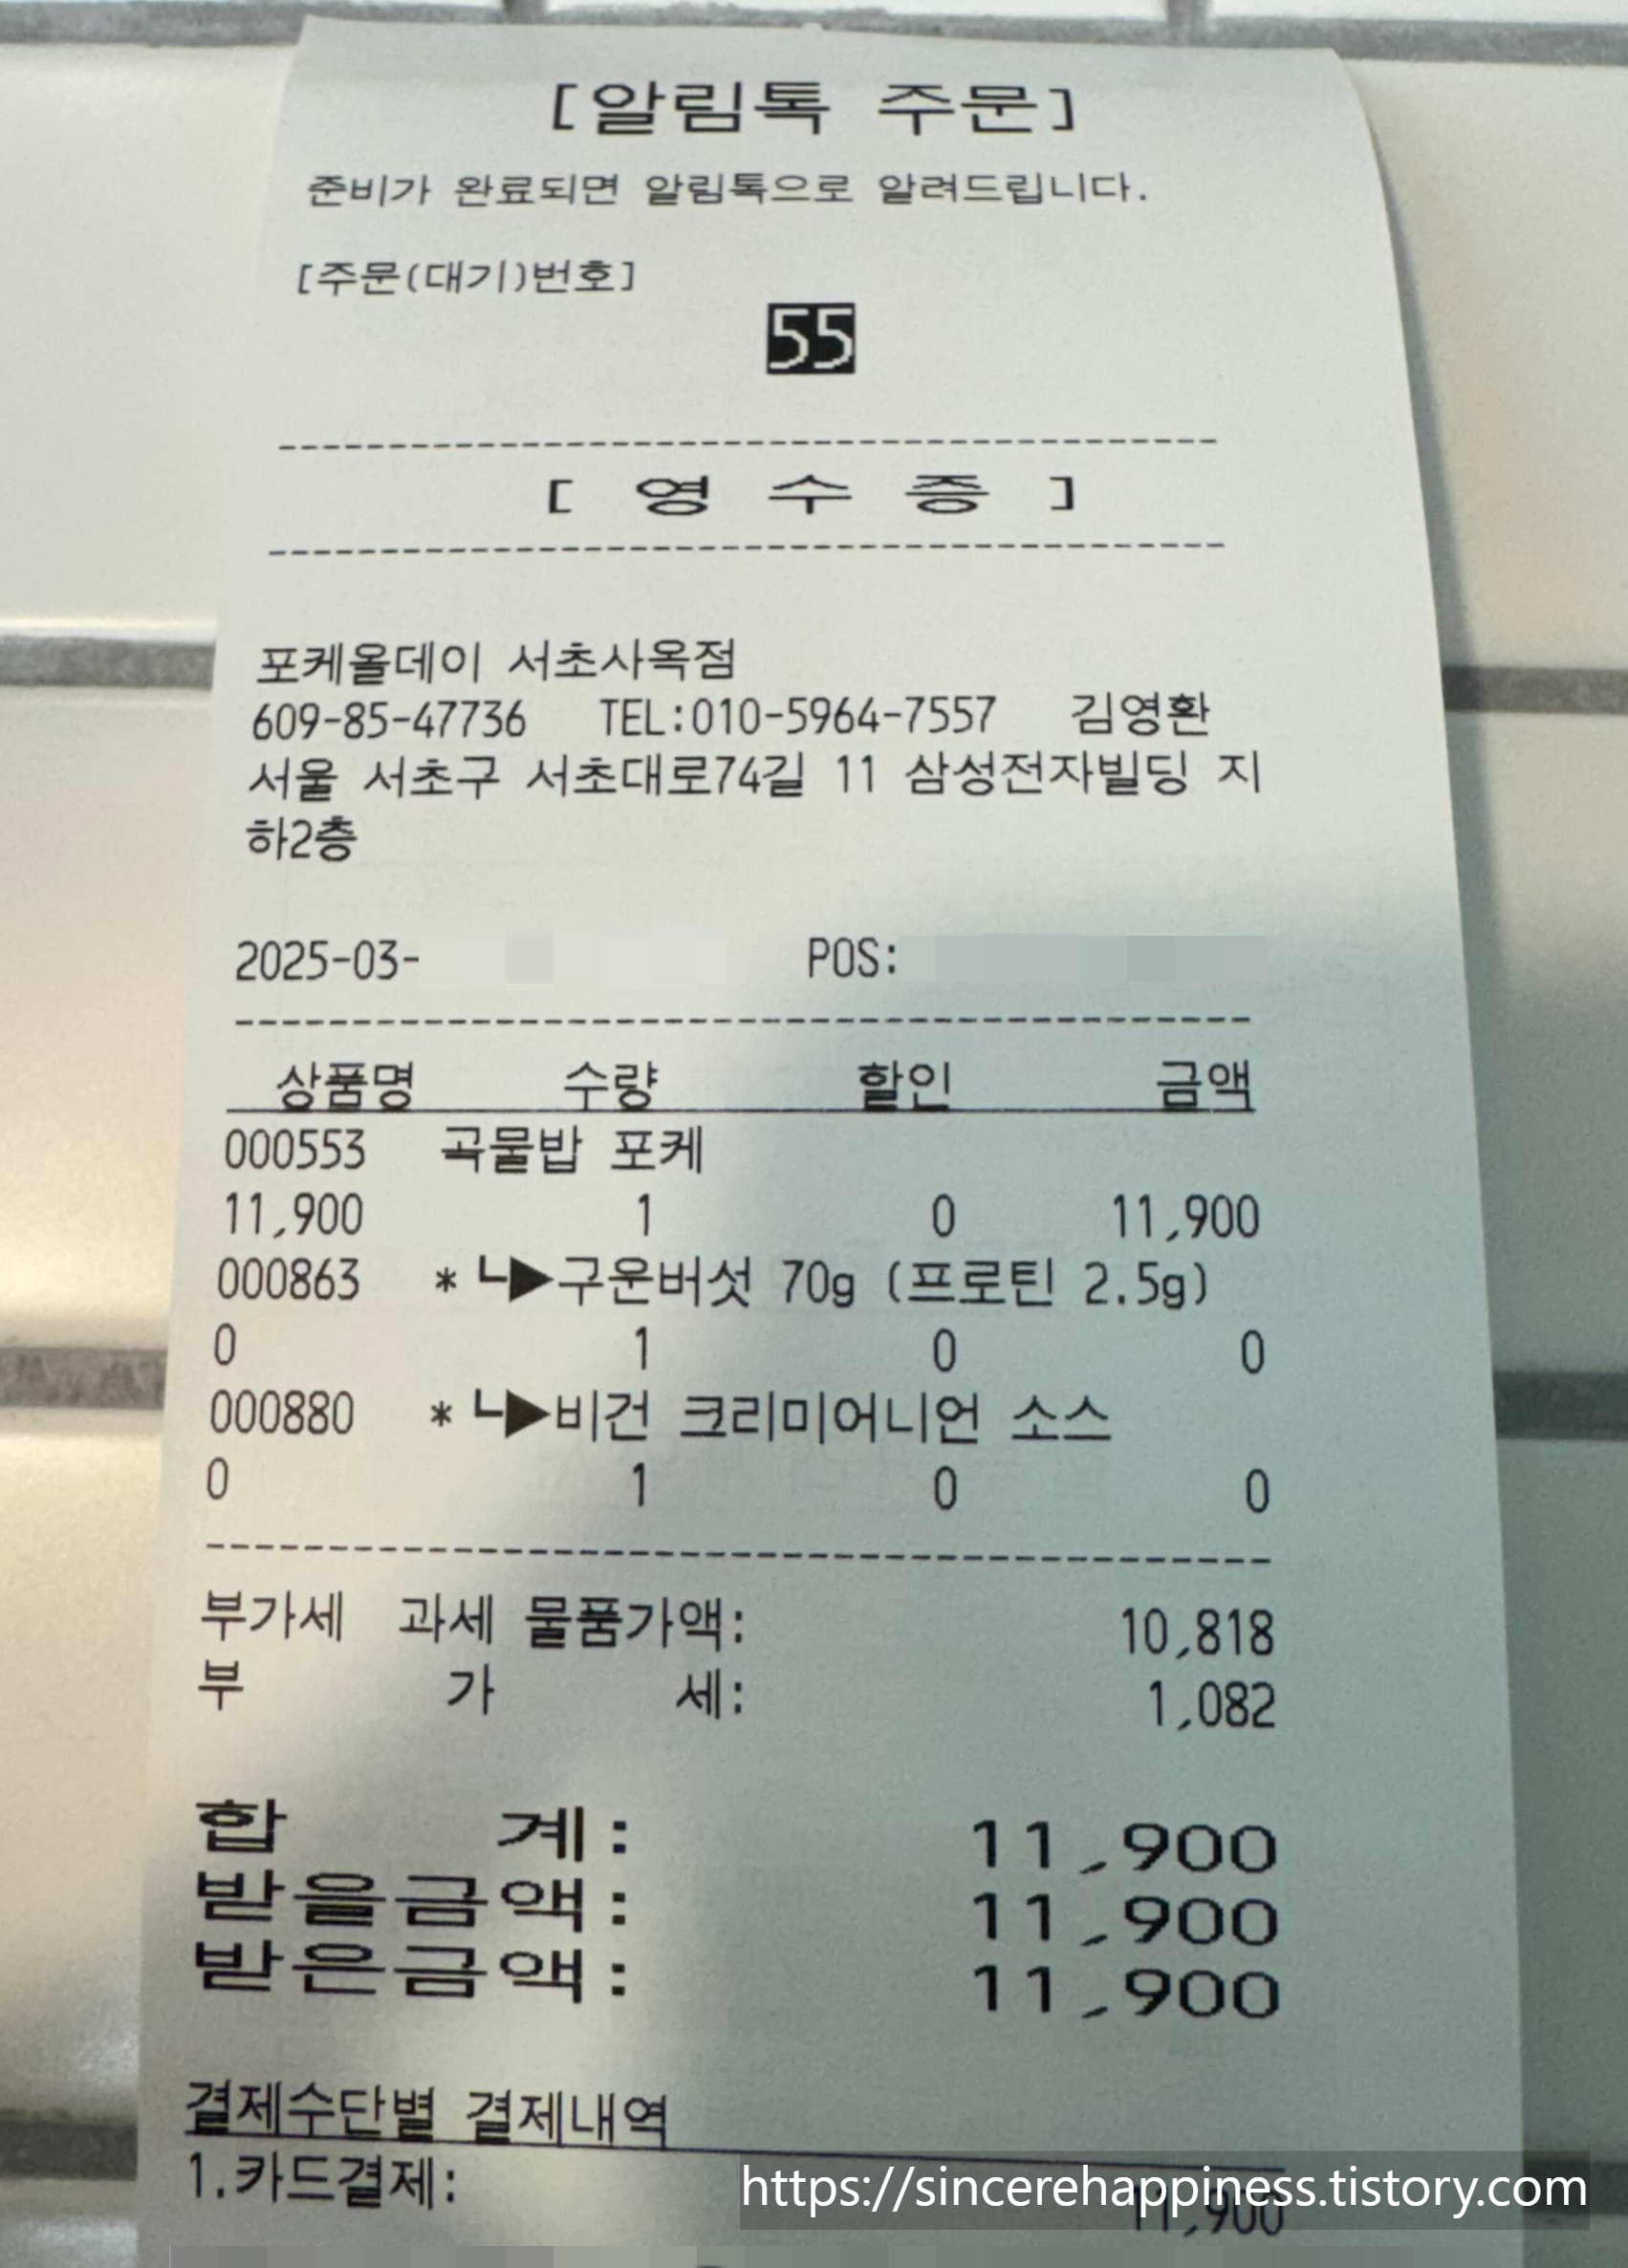 [알림톡 주문]
준비가 완료되면 알림톡으로 알려드립니다.
[주문(대기)번호]
55
[ 영 수 증 ]
포케올데이 서초사옥점
609-85-47736 TEL:010-5964-7557 김영환
서울 서초구 서초대로74길 11 삼성전자빌딩 지
하2층
2025-03- POS:
상품명 수량 할인 금액
000553 곡물밥 포케
11,900 1 0 11,900
000863 *┗▶구운버섯 70g (프로틴 2.5g)
0 1 0 0
000880 *┗▶비건 크리미어니언 소스
0 1 0 0
부가세 과세 물품가액: 10,818
부 가 세: 1,082
합 계: 11,900
받을금액: 11,900
받은금액: 11,900
결제수단별 결제내역
1.카드결제: 11,900
https://sincerehappiness.tistory.com